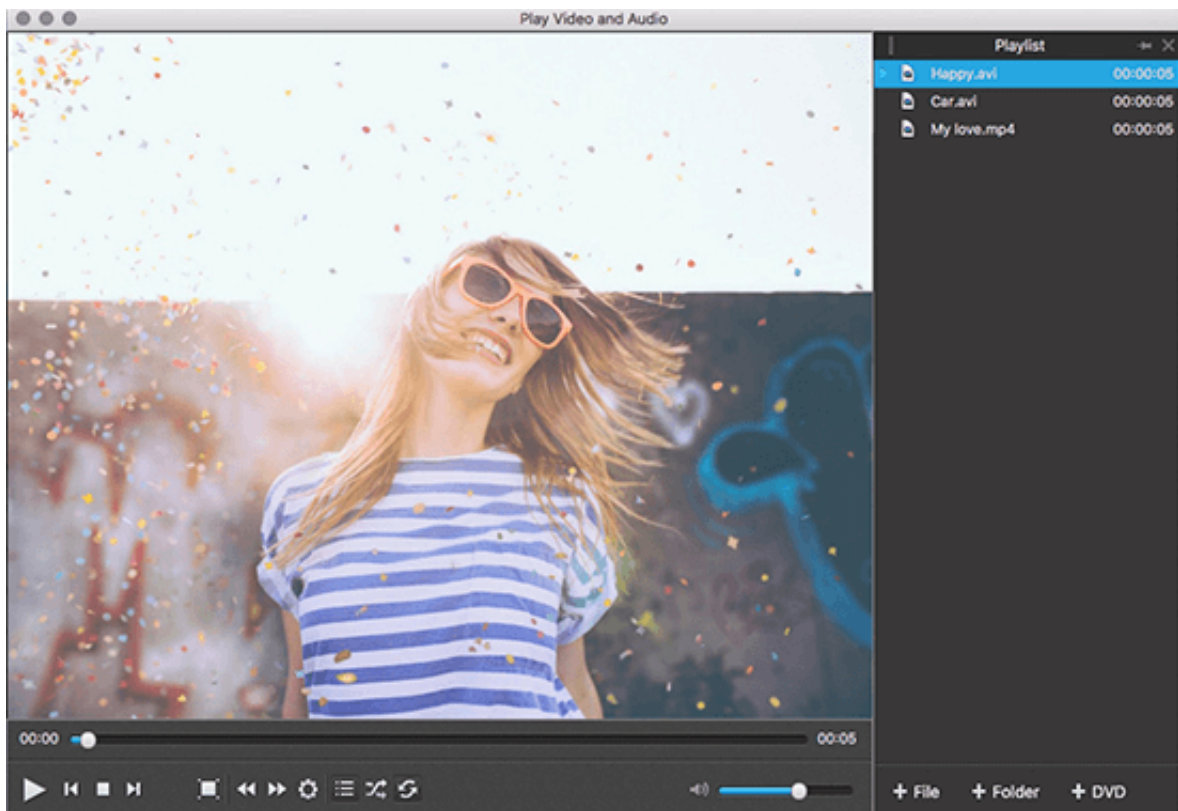 Play Video and Audio
Playlist
Happy.avi 00:00:05
Car.avi 00:00:05
My love.mp4 00:00:05
00:00 00:05
+ File + Folder + DVD